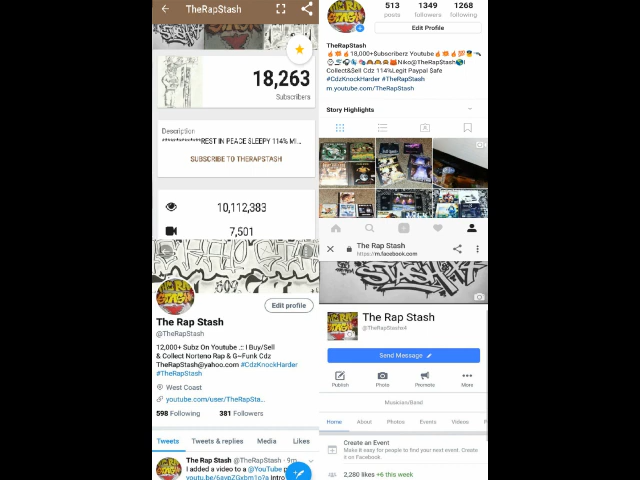 TheRapStash
18,263
Subscribers
Description
REST IN PEACE SLEEPY 114% MI...
SUBSCRIBE TO THERAPSTASH
10,112,383
7,501
Edit profile
The Rap Stash
@TheRapStash
12,000+ Subz On Youtube .:: I Buy/Sell
& Collect Norteno Rap & G~Funk Cdz
TheRapStash@yahoo.com #CdzKnockHarder
#TheRapStash
West Coast
youtube.com/user/TheRapSta...
598 Following 381 Followers
Tweets Tweets & replies Media Likes
The Rap Stash @TheRapStash · 9m
I added a video to a @YouTube
513 1349 1268
posts followers following
Edit Profile
TheRapStash
18,000+Subscriberz Youtube
Niko@TheRapStash
Collect&Sell Cdz 114%Legit Paypal $afe
#CdzKnockHarder #TheRapStash
m.youtube.com/TheRapStash
Story Highlights
The Rap Stash
https://m.facebook.com
STASH
The Rap Stash
@TheRapStashx4
Send Message
Publish Photo Promote More
Musician/Band
Home About Photos Events Videos
Create an Event
Make it easy for people to find your next event. Create
it on Facebook.
2,280 likes +6 this week